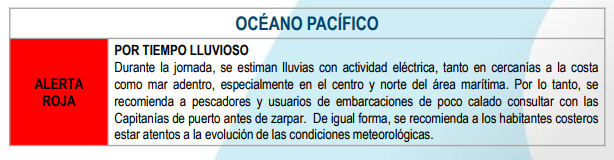 OCÉANO PACÍFICO
ALERTA
ROJA
POR TIEMPO LLUVIOSO
Durante la jornada, se estiman lluvias con actividad eléctrica, tanto en cercanías a la costa
como mar adentro, especialmente en el centro y norte del área marítima. Por lo tanto, se
recomienda a pescadores y usuarios de embarcaciones de poco calado consultar con las
Capitanías de puerto antes de zarpar. De igual forma, se recomienda a los habitantes costeros
estar atentos a la evolución de las condiciones meteorológicas.